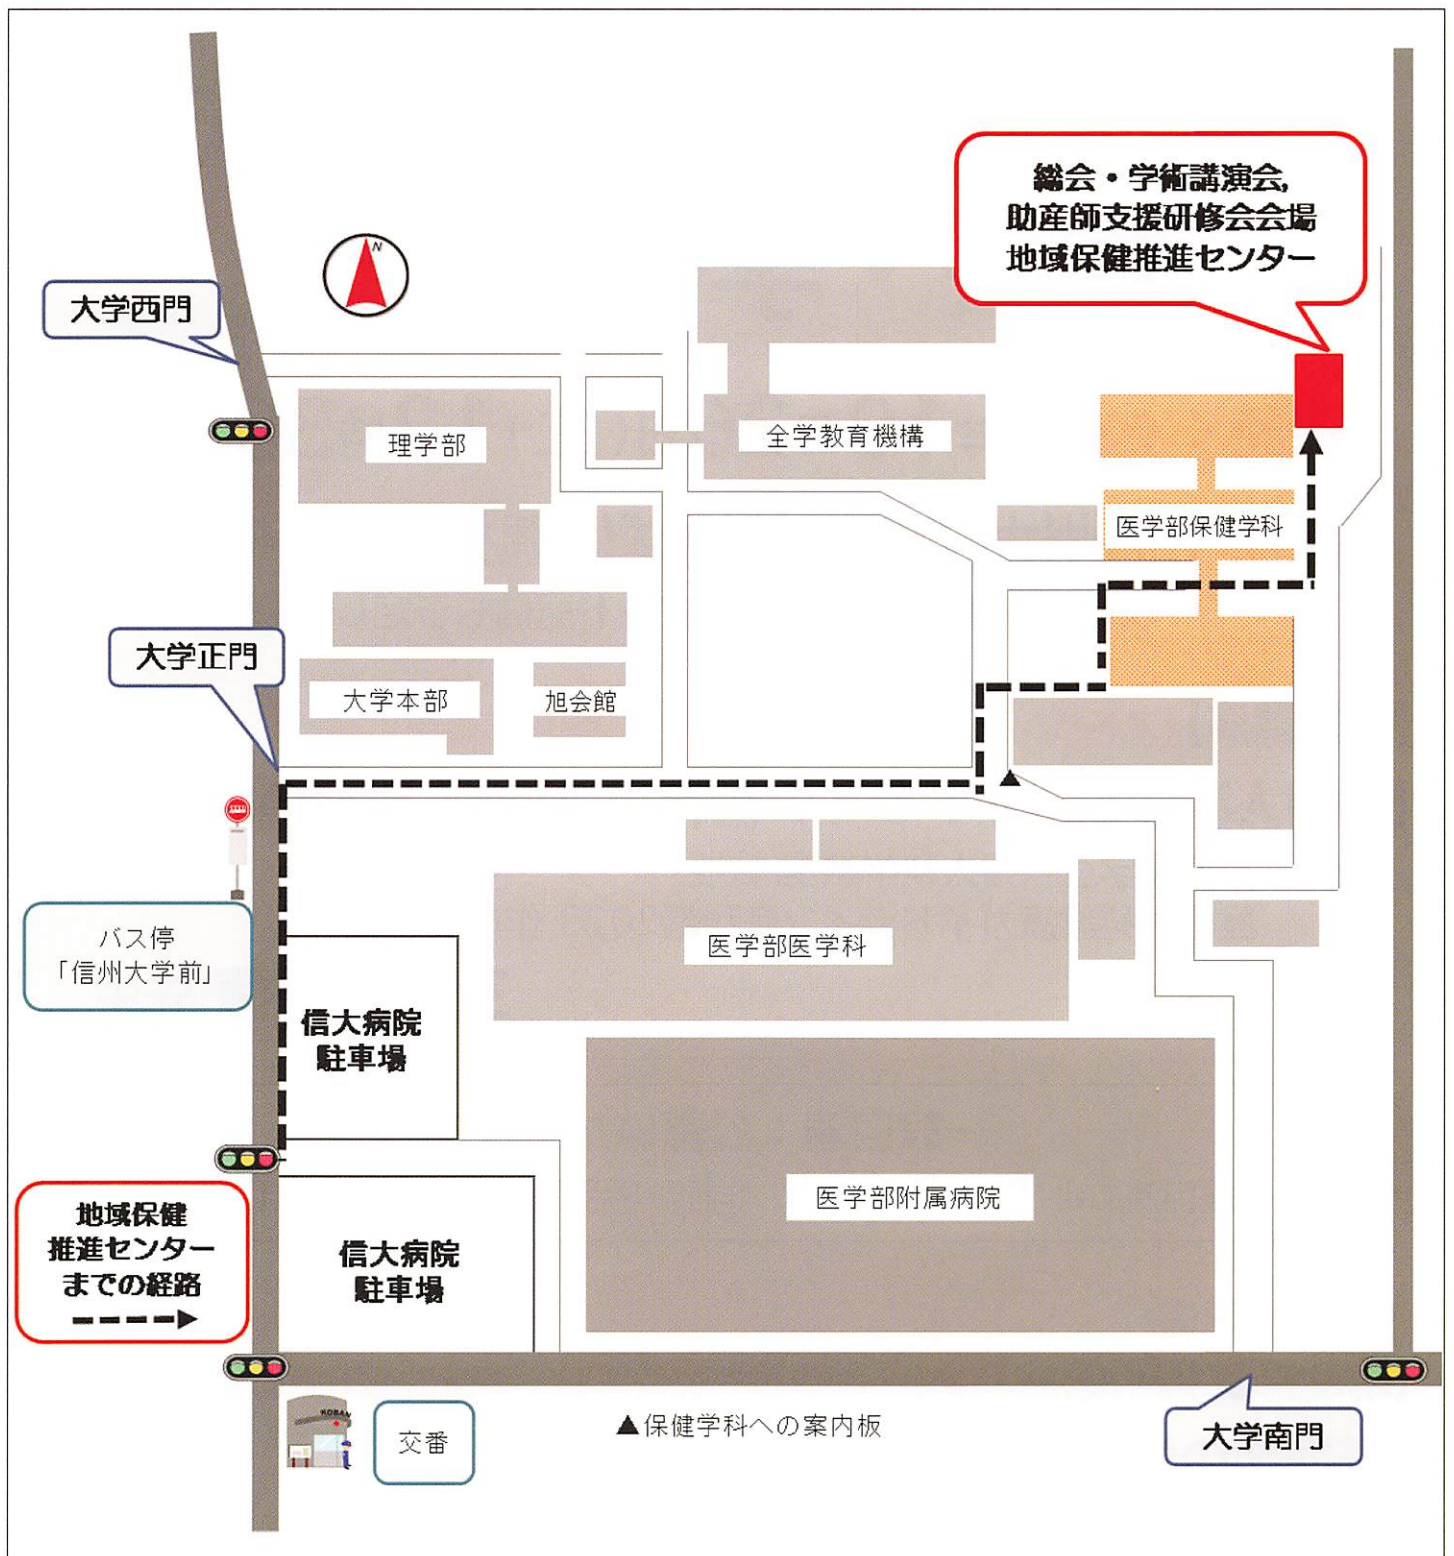 総会・学術講演会,
助産師支援研修会会場
地域保健推進センター
N
大学西門
理学部
全学教育機構
医学部保健学科
大学正門
大学本部
旭会館
バス停
「信州大学前」
医学部医学科
信大病院
駐車場
医学部附属病院
地域保健
推進センター
までの経路
信大病院
駐車場
KOBAN
交番
▲保健学科への案内板
大学南門